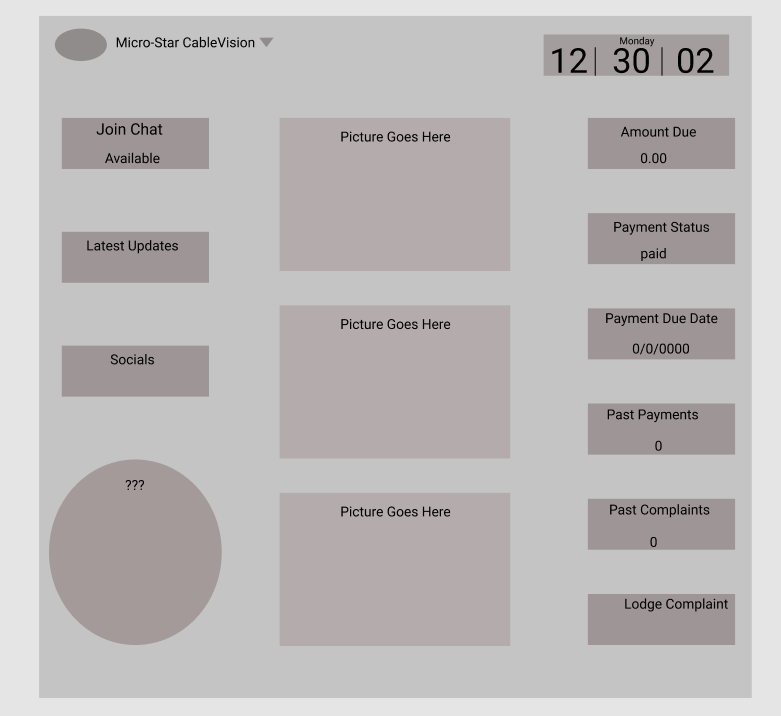 Micro-Star CableVision
Monday
12 | 30 | 02
Join Chat
Available
Latest Updates
Socials
???
Picture Goes Here
Picture Goes Here
Picture Goes Here
Amount Due
0.00
Payment Status
paid
Payment Due Date
0/0/0000
Past Payments
0
Past Complaints
0
Lodge Complaint